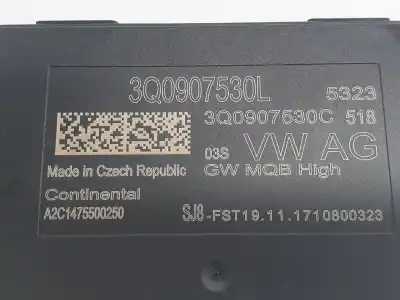 3Q0907530L 5323
3Q0907530C 518
03S VW AG
Made in Czech Republic GW MQB High
Continental
A2C1475500250 SJ8-FST19.11.1710800323